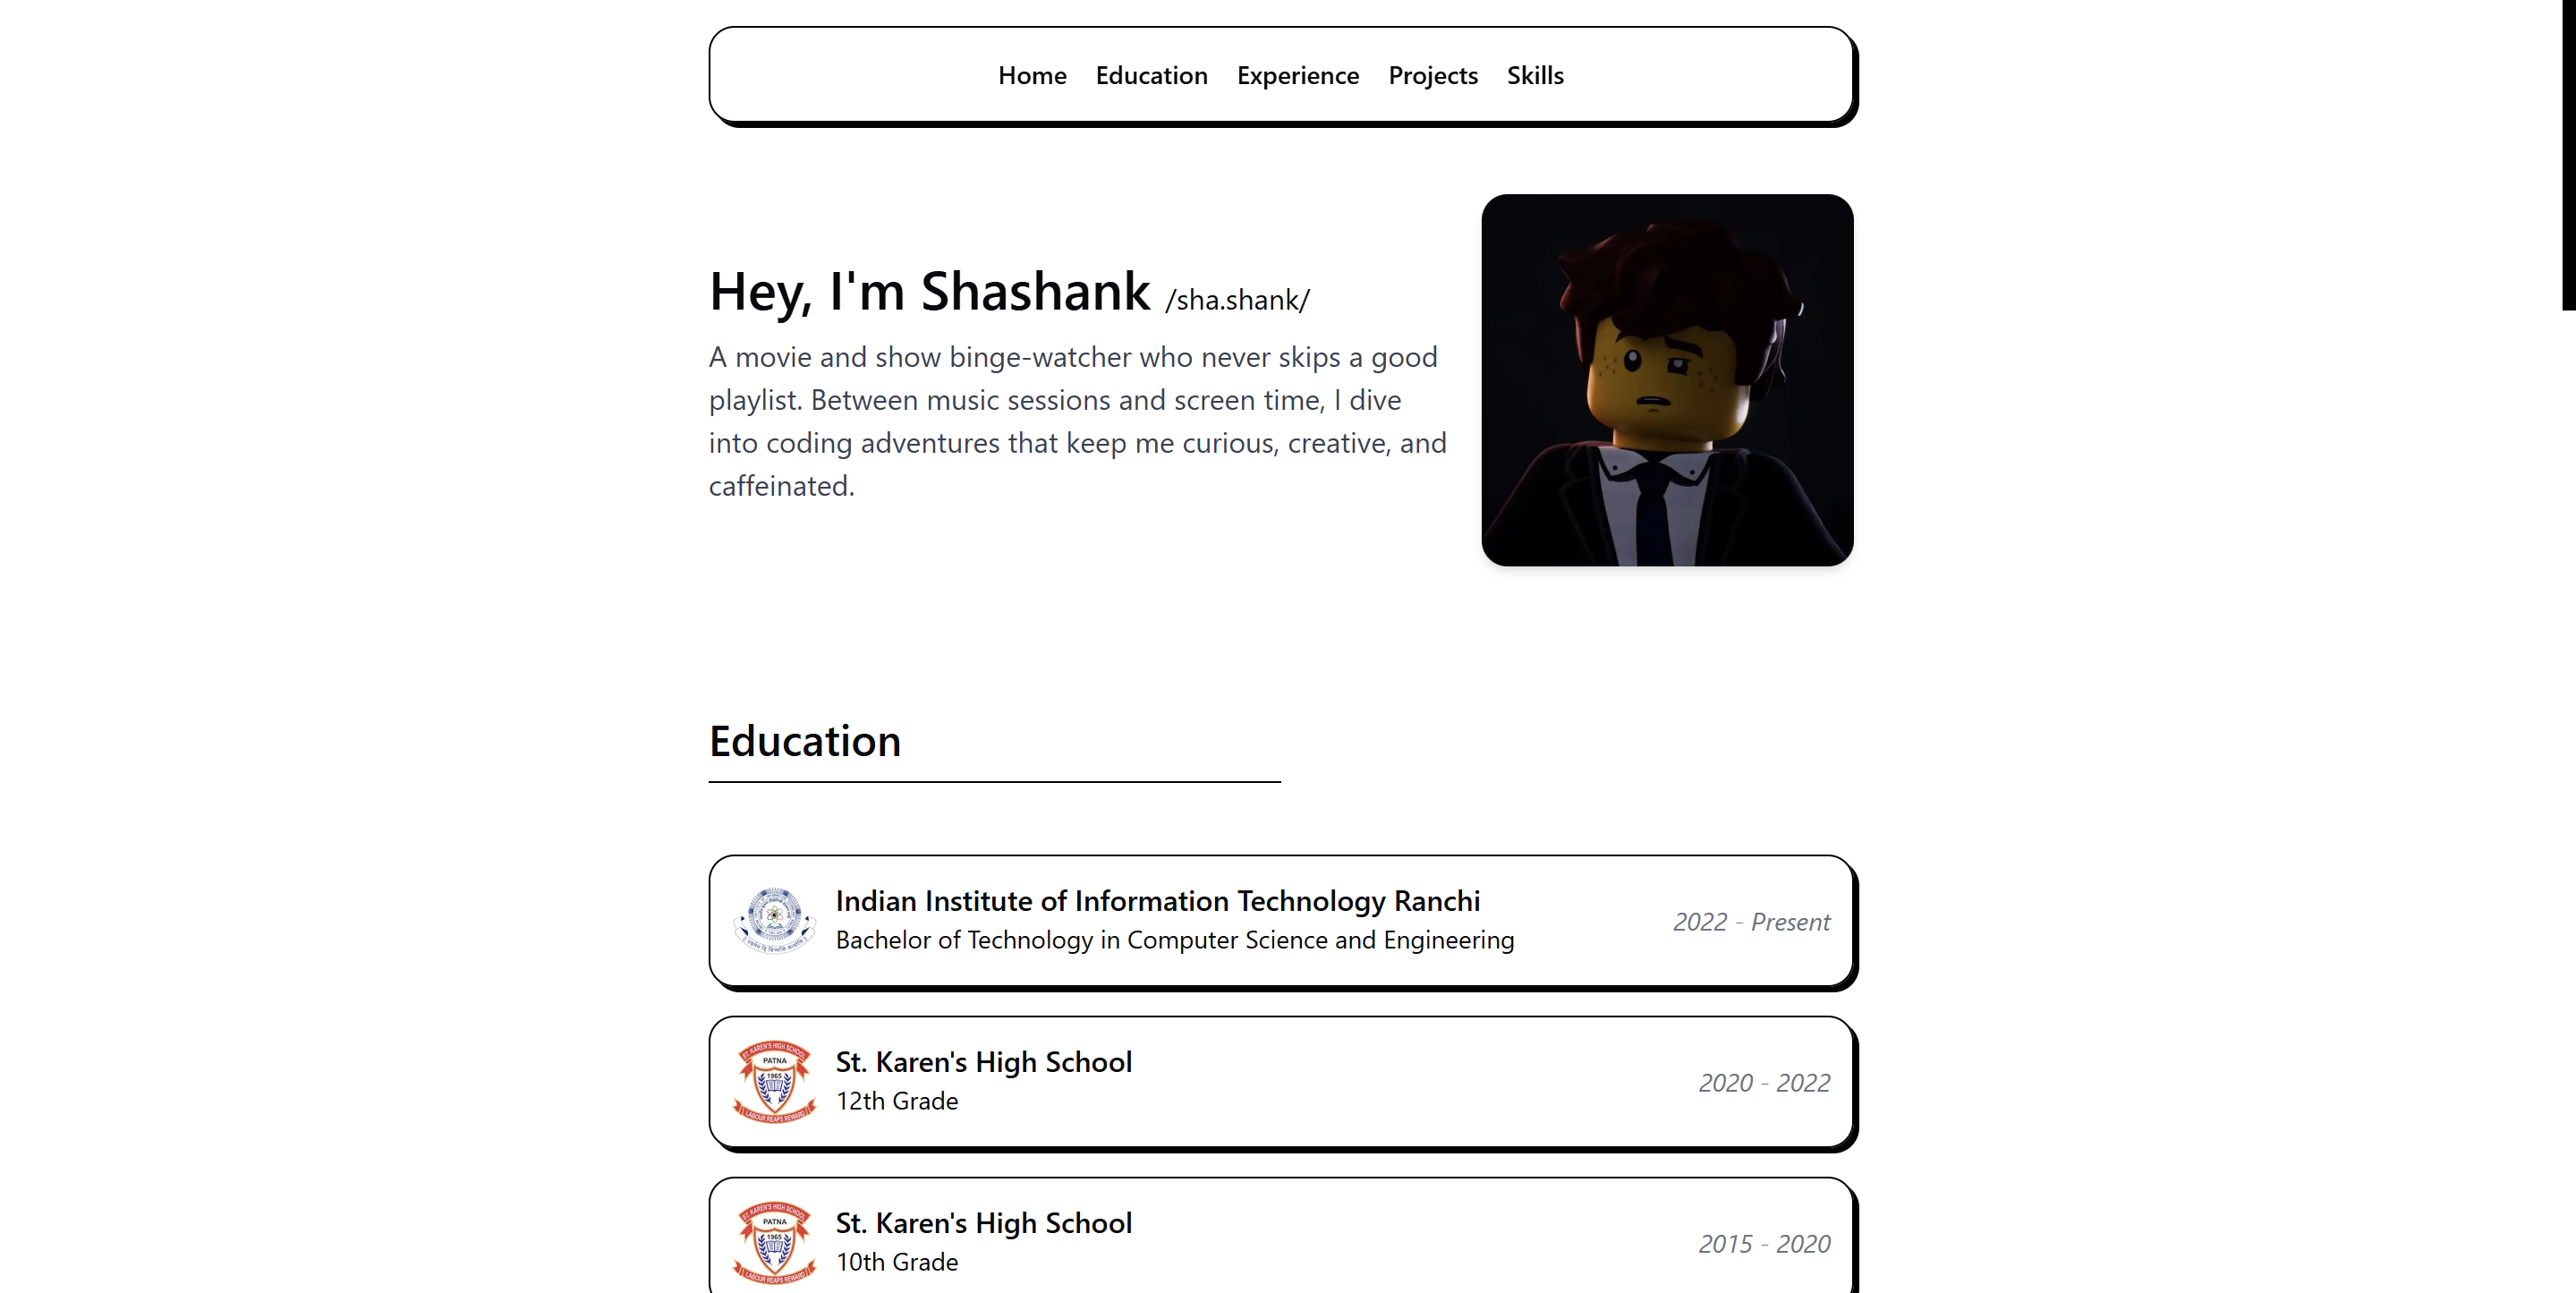 Home Education Experience Projects Skills
Hey, I'm Shashank /sha.shank/
A movie and show binge-watcher who never skips a good
playlist. Between music sessions and screen time, I dive
into coding adventures that keep me curious, creative, and
caffeinated.
Education
Indian Institute of Information Technology Ranchi
Bachelor of Technology in Computer Science and Engineering
2022 - Present
ST. KAREN'S HIGH SCHOOL
PATNA
1965
LABOUR REAPS REWARD
St. Karen's High School
12th Grade
2020 - 2022
ST. KAREN'S HIGH SCHOOL
PATNA
1965
LABOUR REAPS REWARD
St. Karen's High School
10th Grade
2015 - 2020